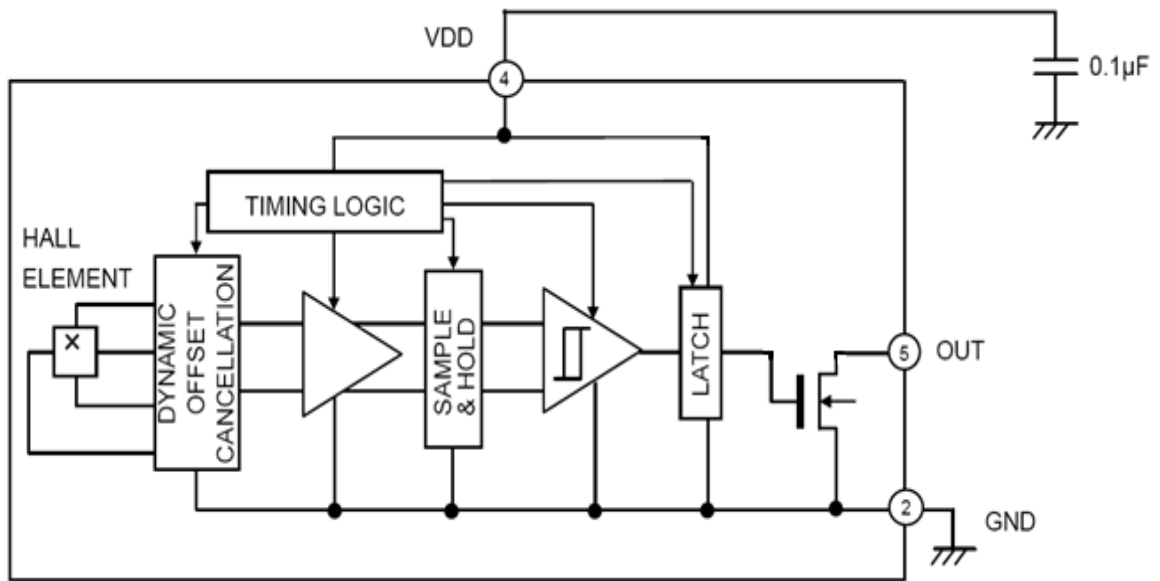 VDD
4
0.1µF
TIMING LOGIC
HALL
ELEMENT
DYNAMIC
OFFSET
CANCELLATION
X
SAMPLE
& HOLD
LATCH
5
OUT
2
GND